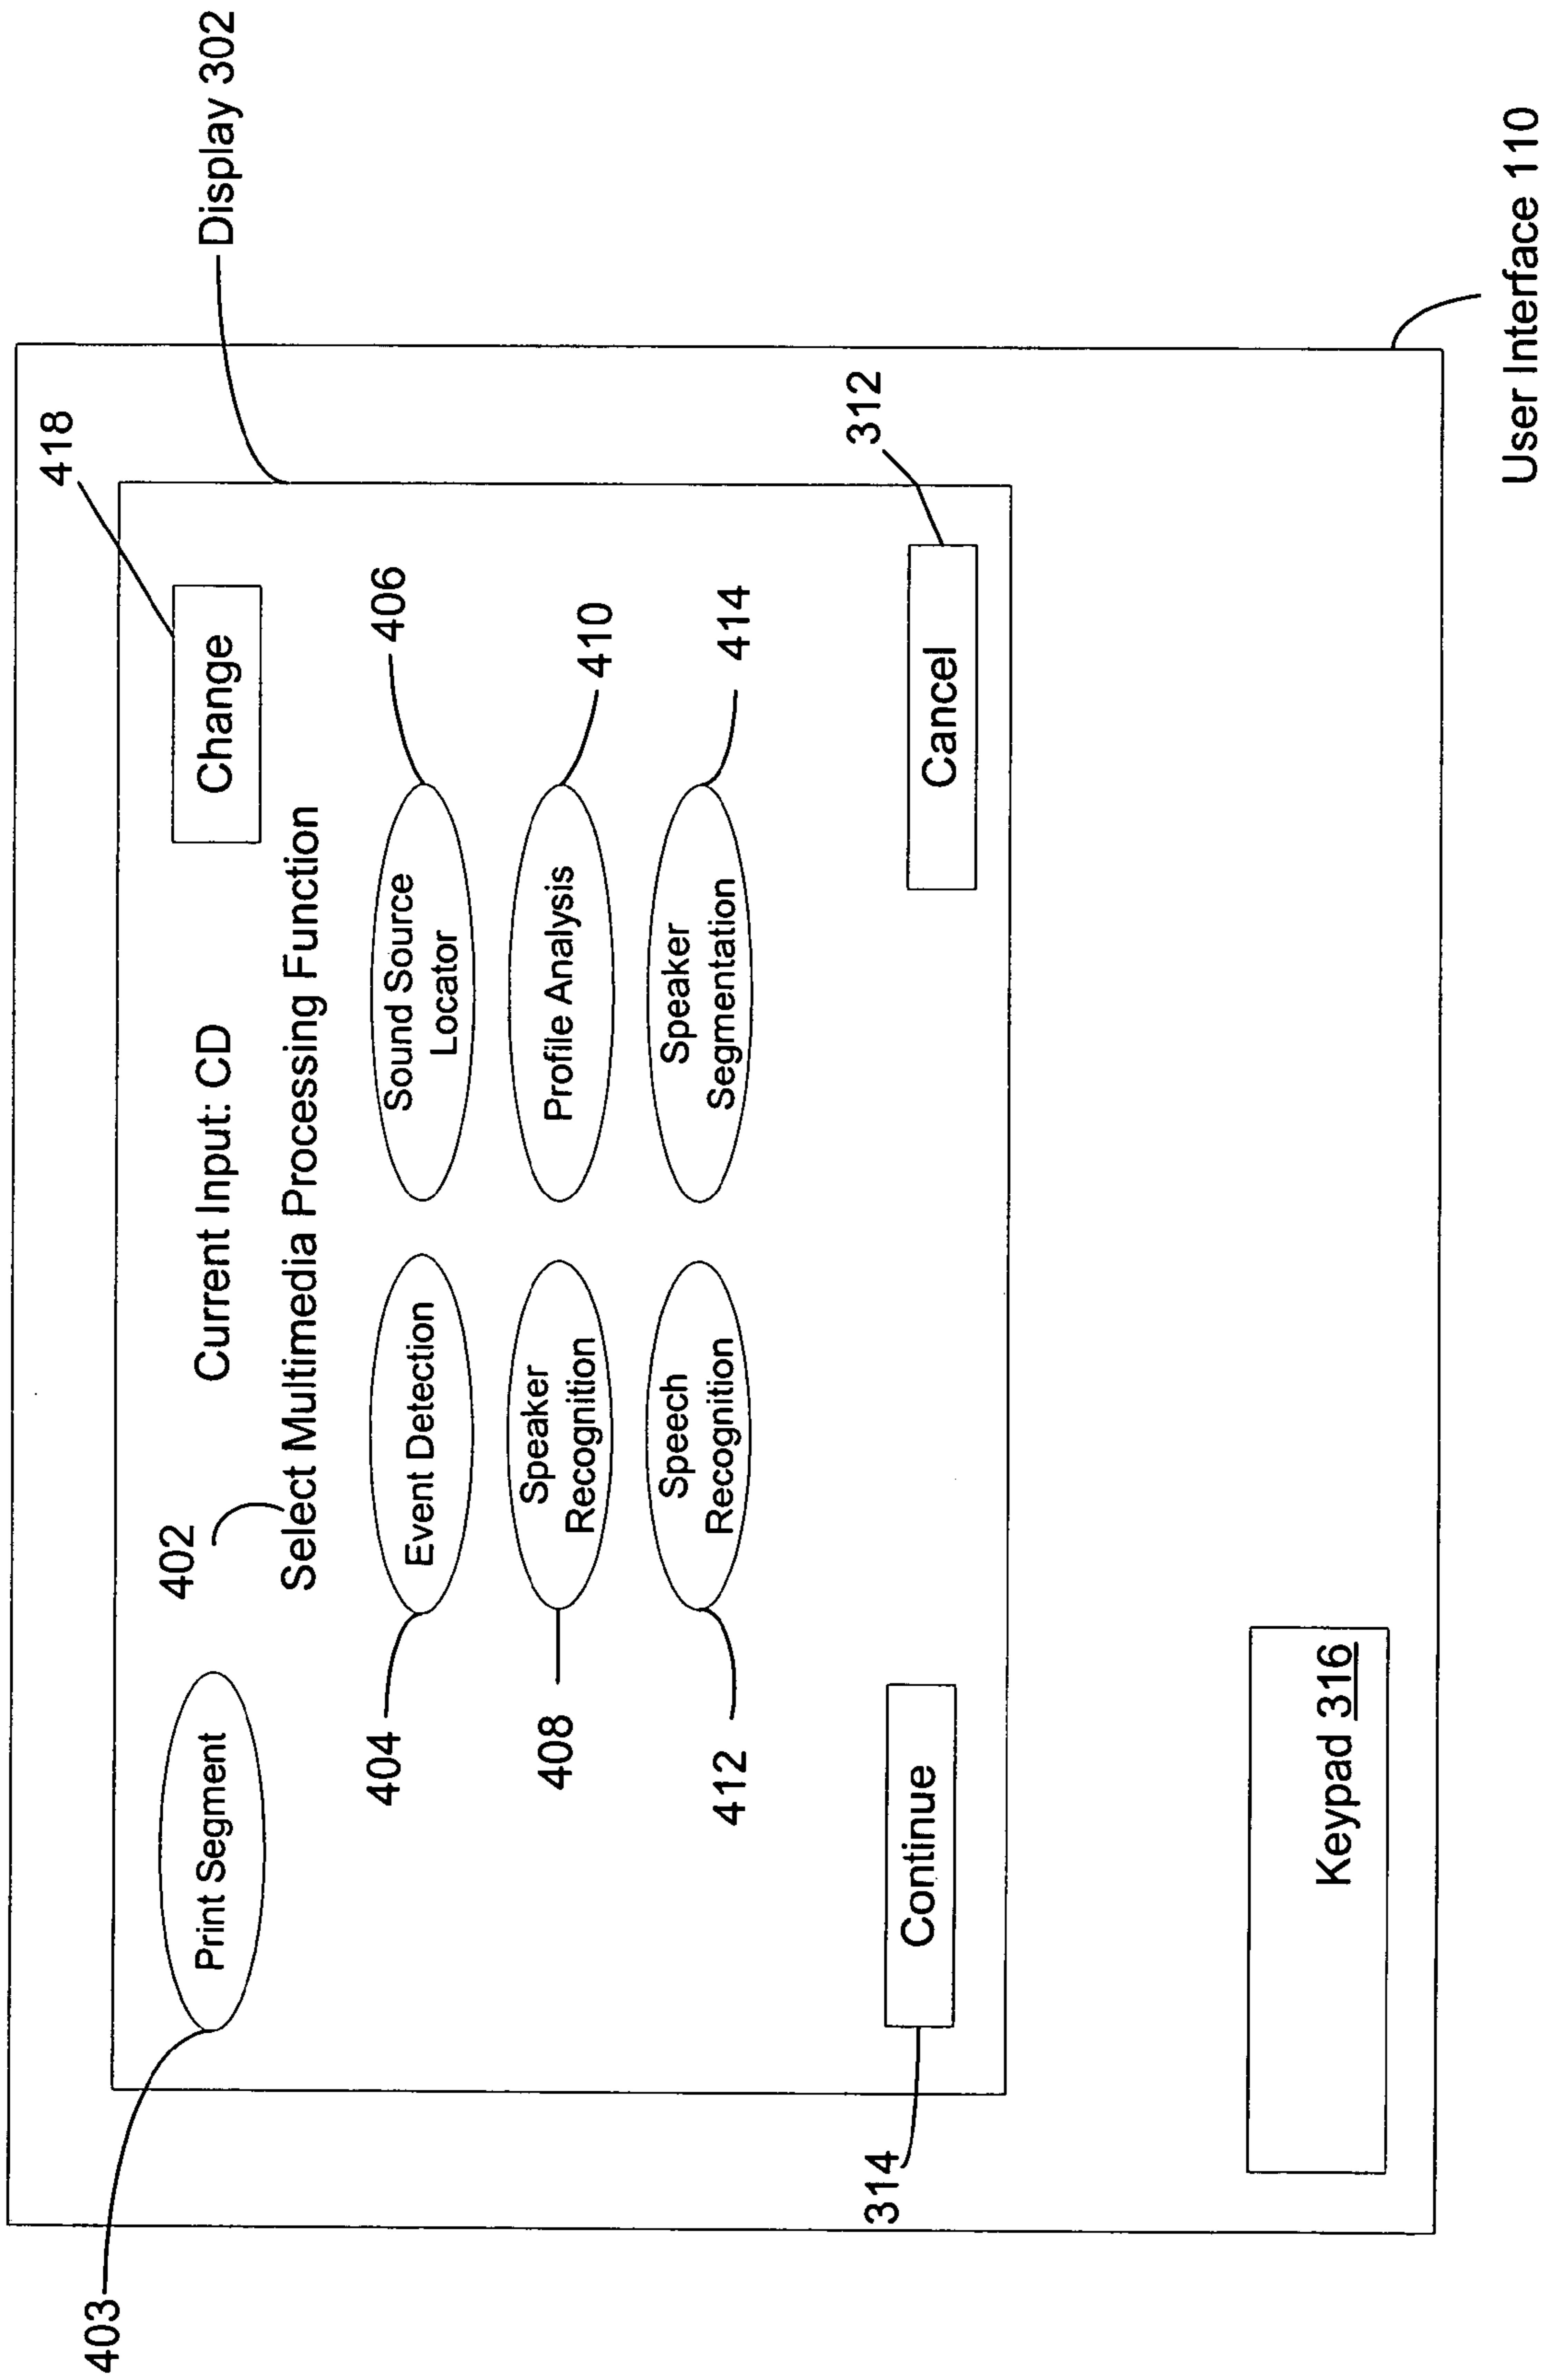 418
Display 302
403
Print Segment
402
Current Input: CD
Change
Select Multimedia Processing Function
404
Event Detection
Sound Source
Locator
406
408
Speaker
Recognition
Profile Analysis
410
412
Speech
Recognition
Speaker
Segmentation
414
314
Continue
Cancel
312
Keypad 316
User Interface 110